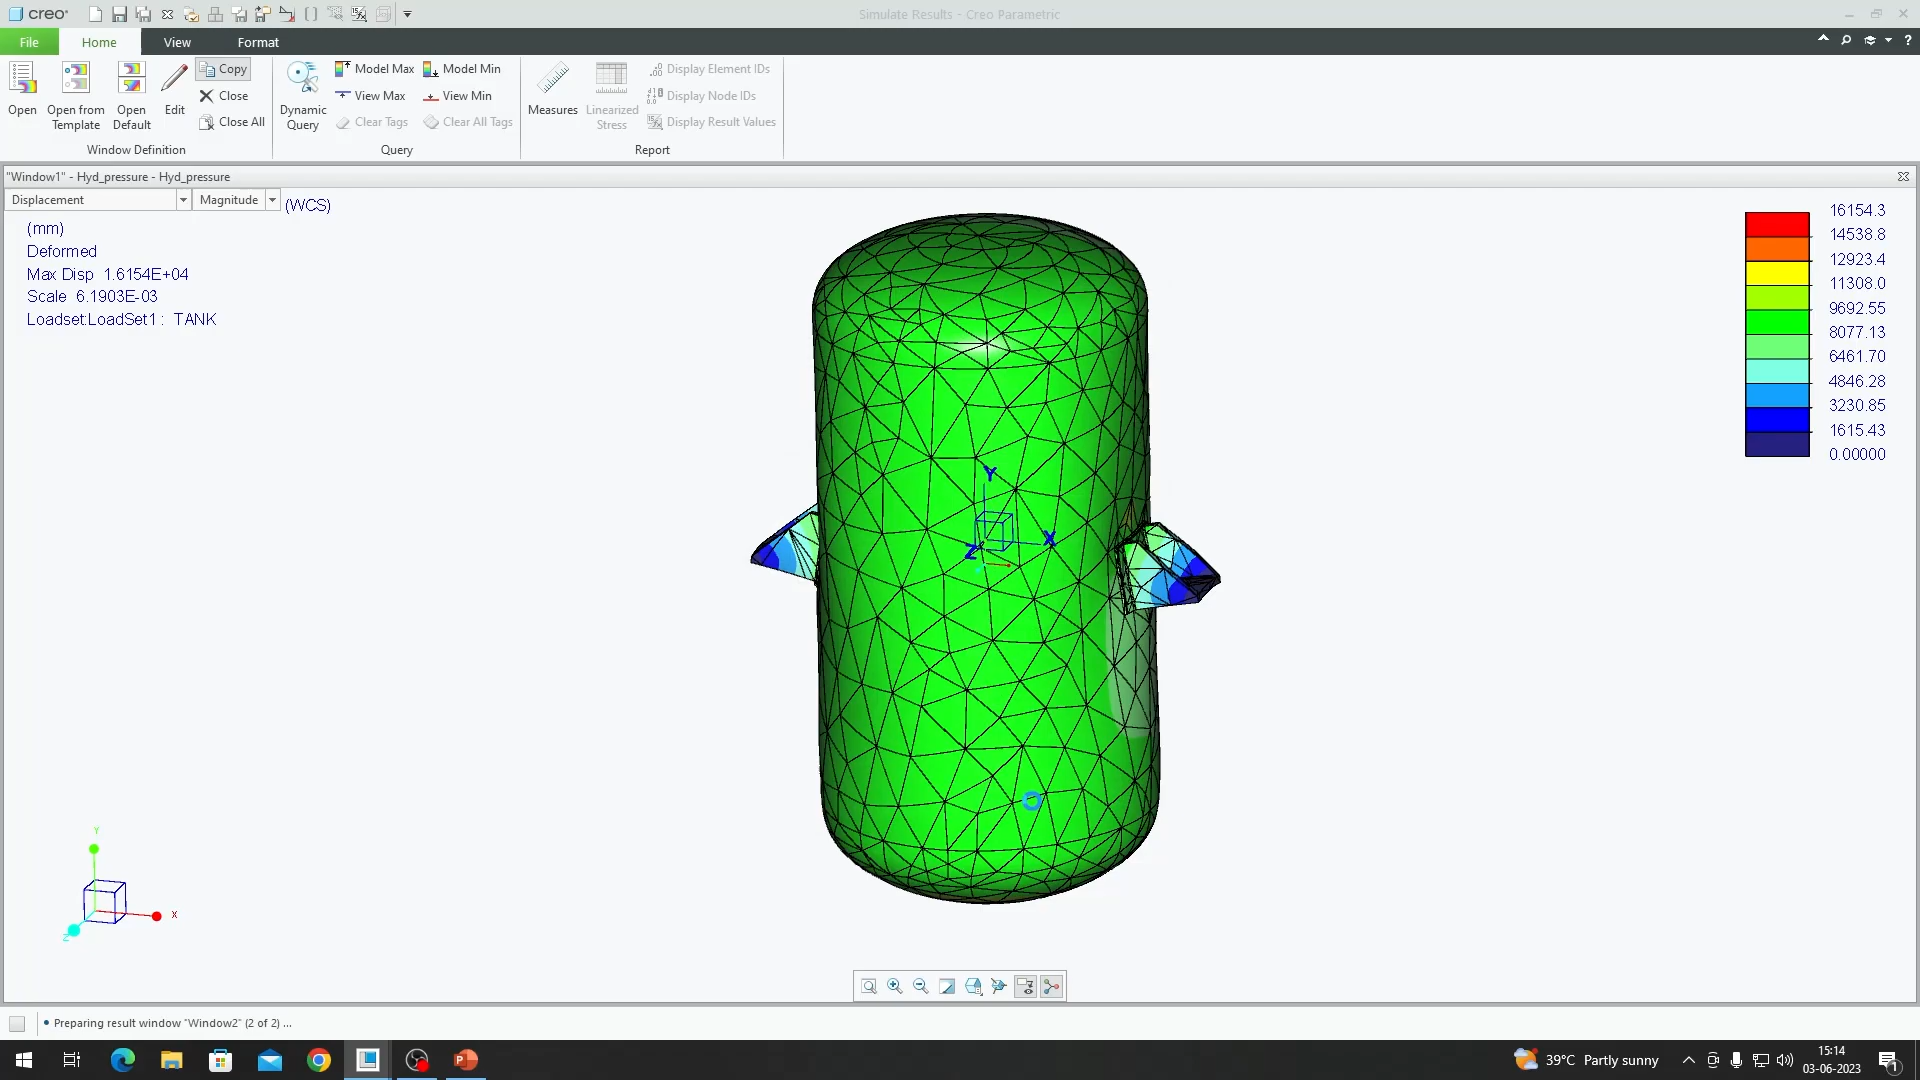 creo
Simulate Results - Creo Parametric
File
Home
View
Format
Open
Open from Template
Open Default
Edit
Copy
Close
Close All
Window Definition
Dynamic Query
Model Max
View Max
Clear Tags
Model Min
View Min
Clear All Tags
Query
Measures
Linearized Stress
Display Element IDs
Display Node IDs
Display Result Values
Report
"Window1" - Hyd_pressure - Hyd_pressure
Displacement
Magnitude
(WCS)
(mm)
Deformed
Max Disp 1.6154E+04
Scale 6.1903E-03
Loadset:LoadSet1 : TANK
16154.3
14538.8
12923.4
11308.0
9692.55
8077.13
6461.70
4846.28
3230.85
1615.43
0.00000
Y
X
Z
Y
X
Z
Preparing result window "Window2" (2 of 2) ...
39°C Partly sunny
15:14
03-06-2023
1